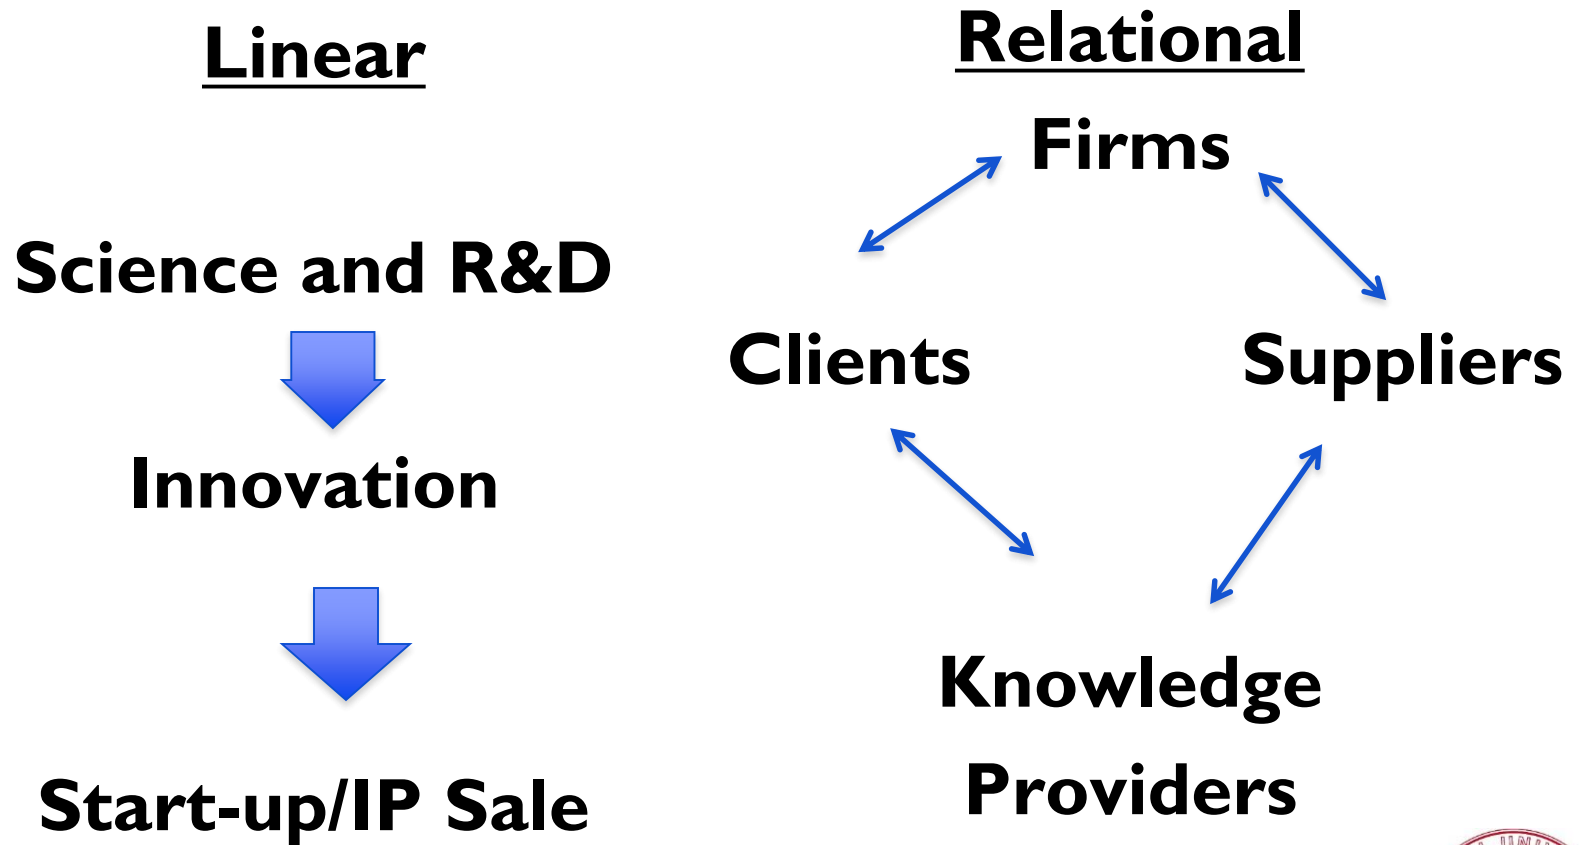 Linear
Science and R&D
Innovation
Start-up/IP Sale
Relational
Firms
Clients
Suppliers
Knowledge
Providers